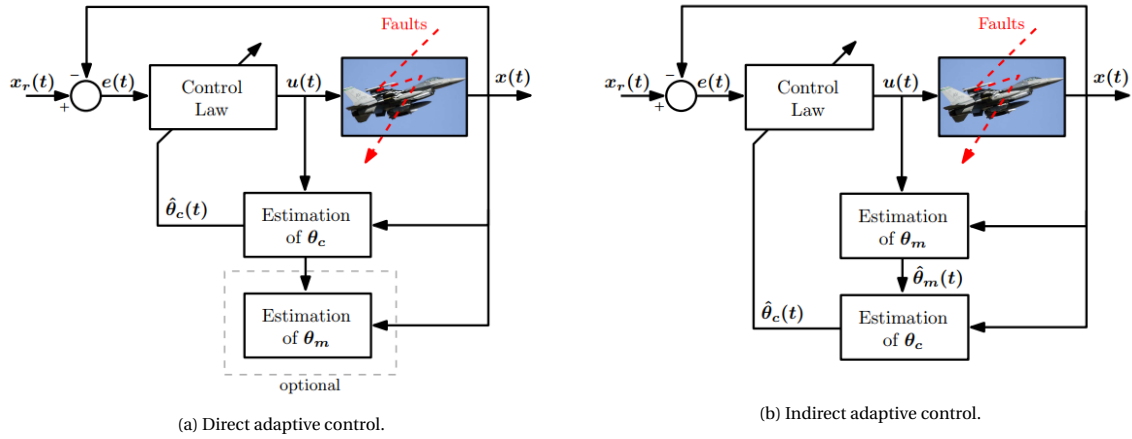 Faults
x_r(t)
−
+
e(t)
Control
Law
u(t)
x(t)
θ̂_c(t)
Estimation
of θ_c
Estimation
of θ_m
optional
(a) Direct adaptive control.
Faults
x_r(t)
−
+
e(t)
Control
Law
u(t)
x(t)
Estimation
of θ_m
θ̂_m(t)
θ̂_c(t)
Estimation
of θ_c
(b) Indirect adaptive control.